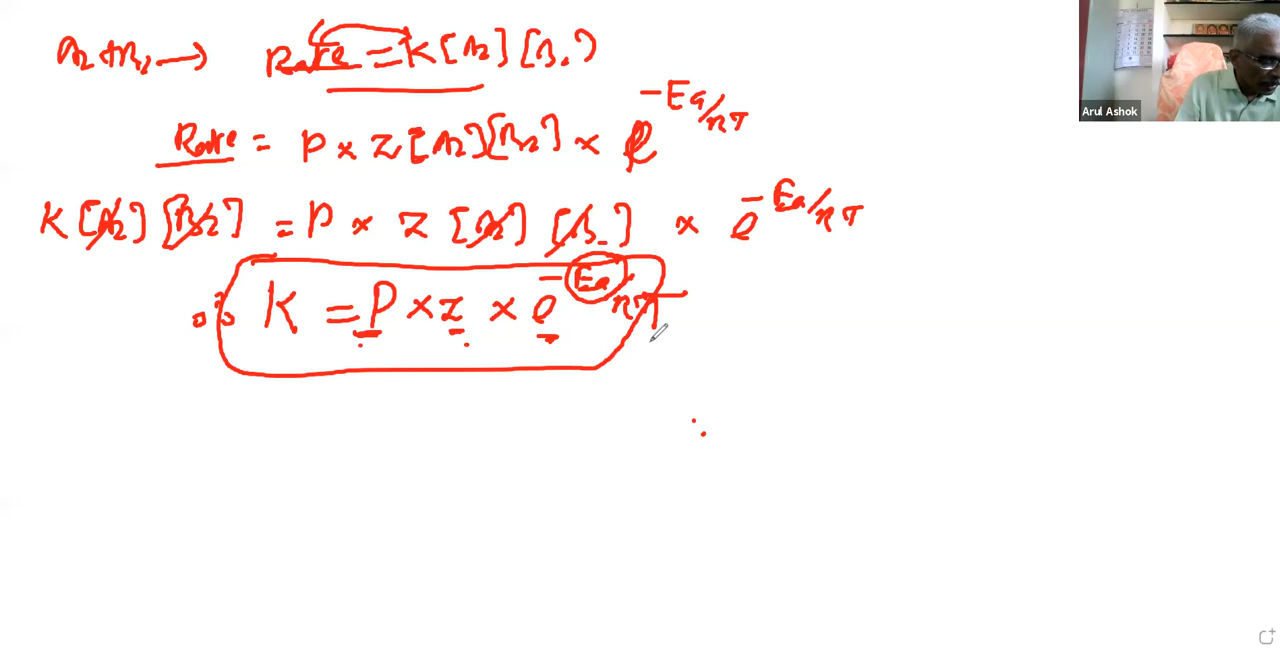 A₂ + B₂ → Rate = K[A₂][B₂]
Rate = P × Z[A₂][B₂] × e^-Ea/RT
K[A₂][B₂] = P × Z [A₂] [B₂] × e^-Ea/RT
∴ K = P × Z × e^-Ea/RT
Arul Ashok